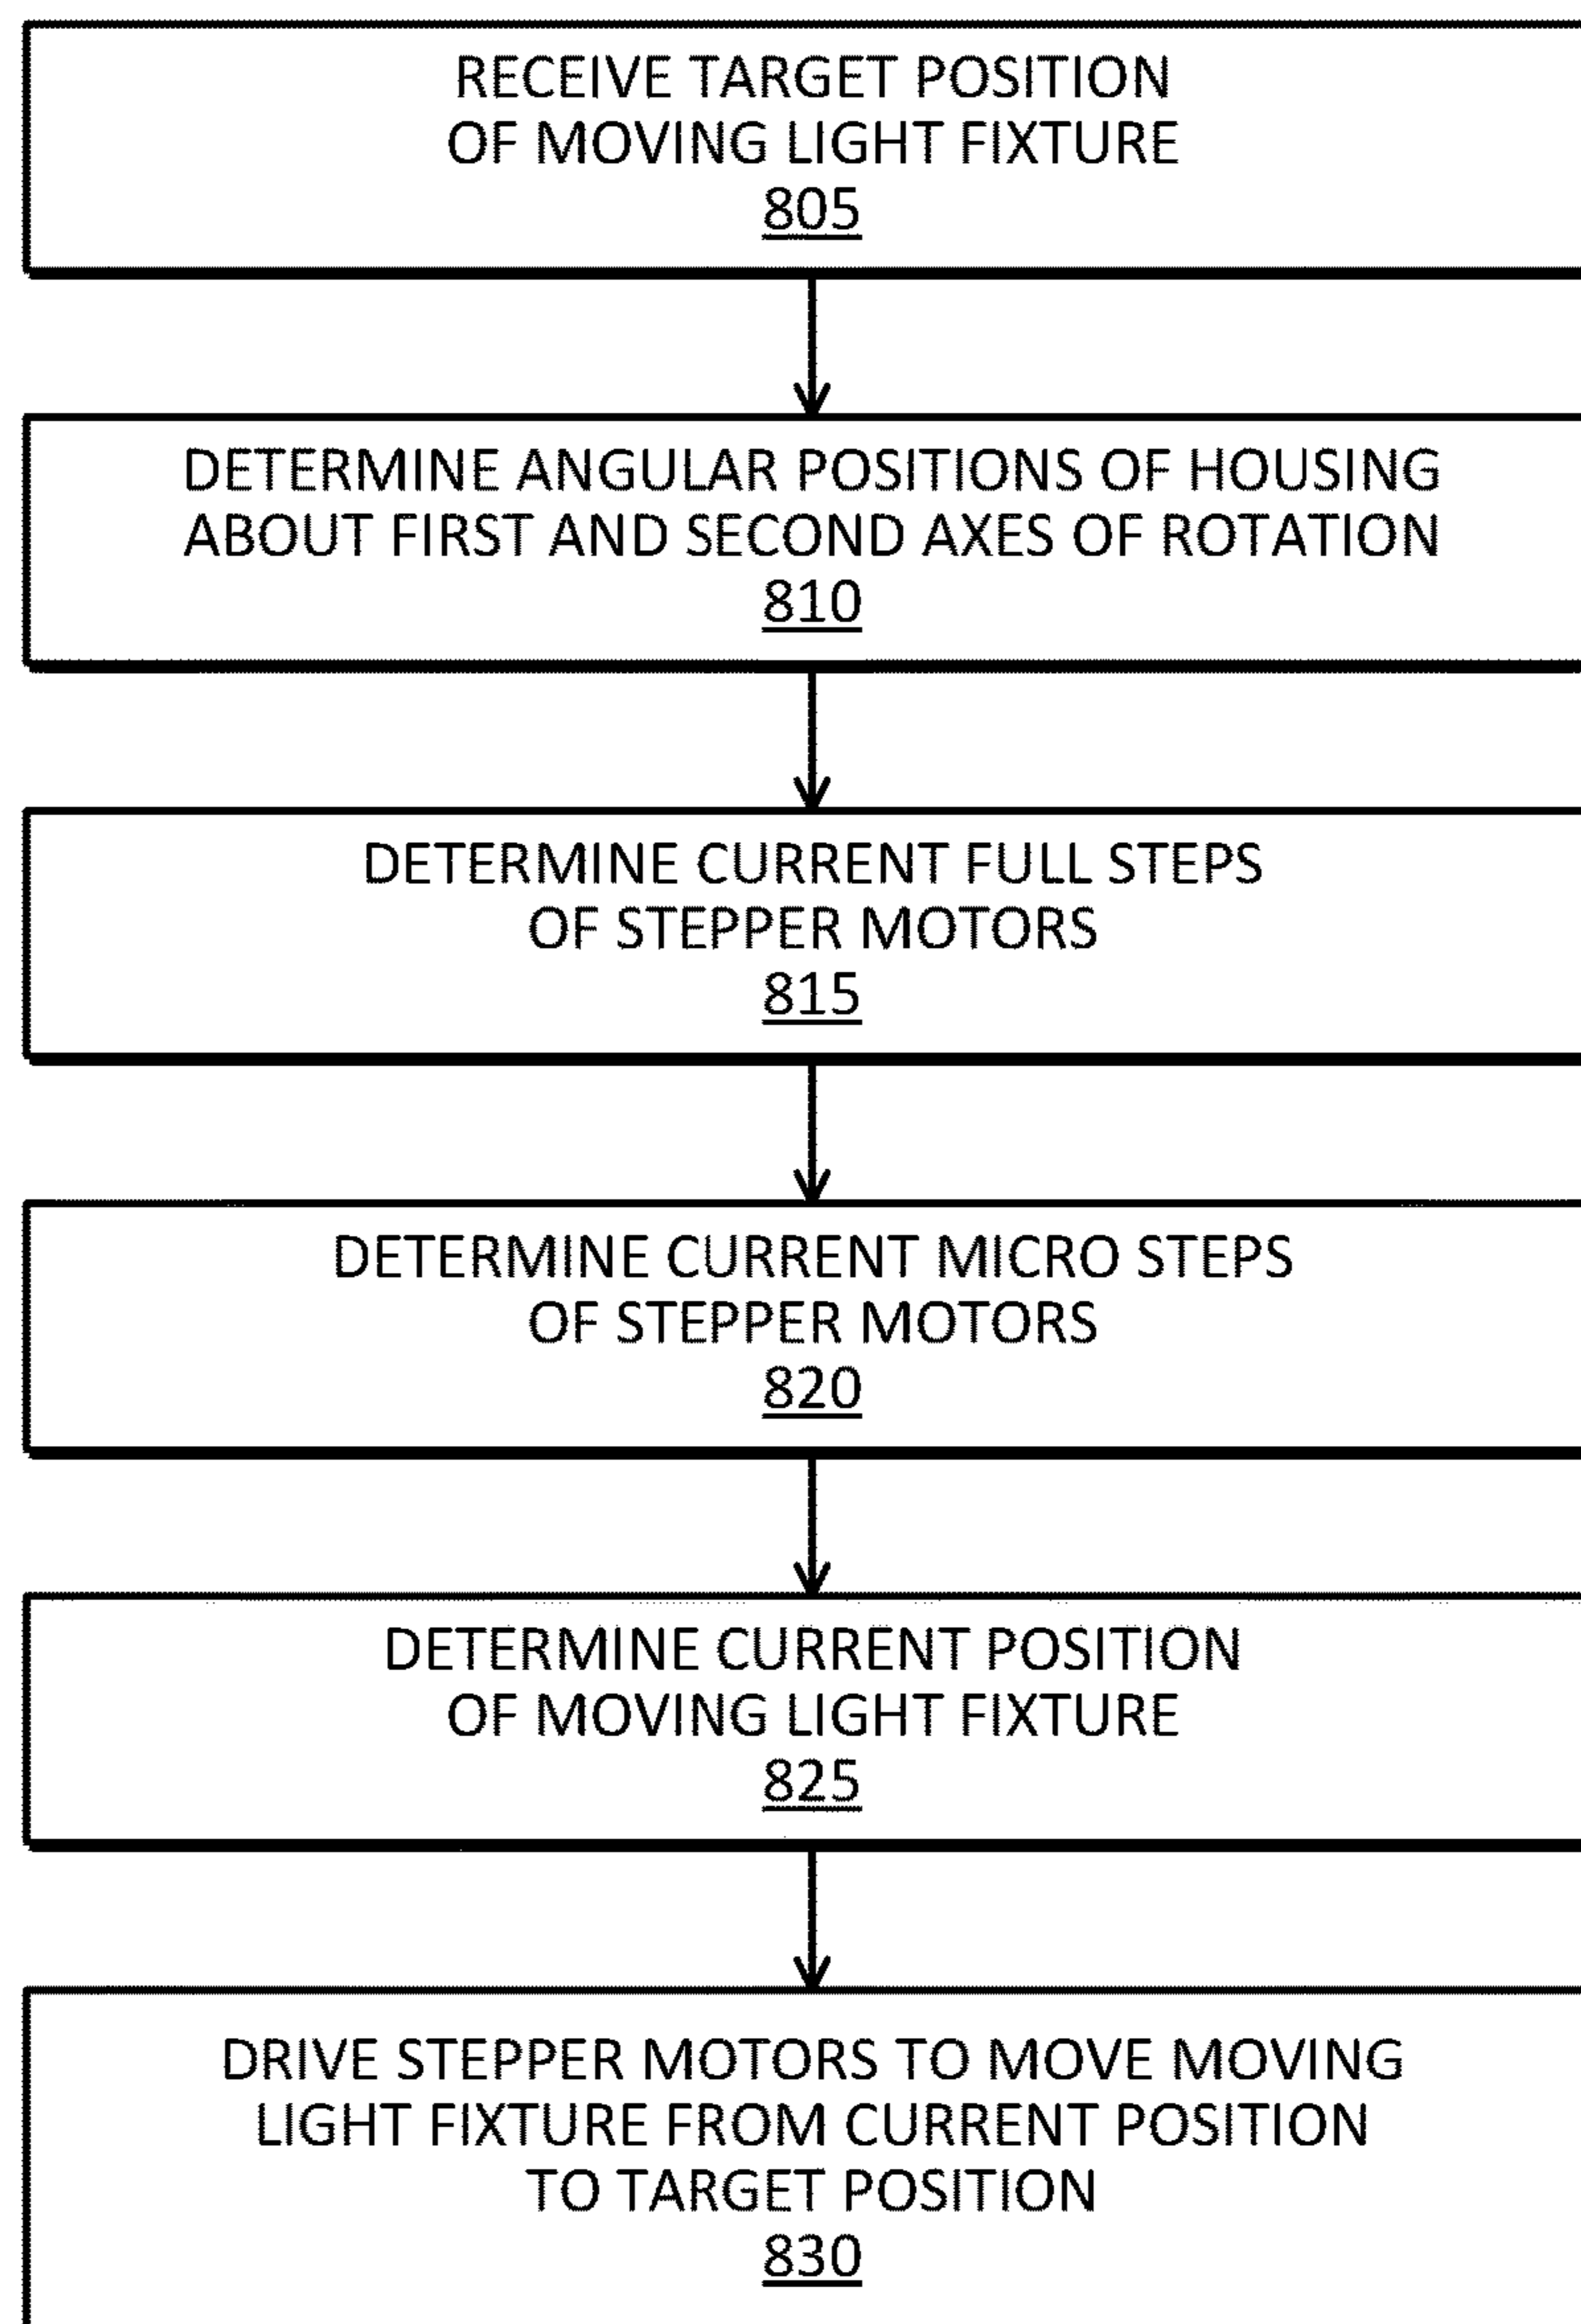 RECEIVE TARGET POSITION
OF MOVING LIGHT FIXTURE
805
DETERMINE ANGULAR POSITIONS OF HOUSING
ABOUT FIRST AND SECOND AXES OF ROTATION
810
DETERMINE CURRENT FULL STEPS
OF STEPPER MOTORS
815
DETERMINE CURRENT MICRO STEPS
OF STEPPER MOTORS
820
DETERMINE CURRENT POSITION
OF MOVING LIGHT FIXTURE
825
DRIVE STEPPER MOTORS TO MOVE MOVING
LIGHT FIXTURE FROM CURRENT POSITION
TO TARGET POSITION
830